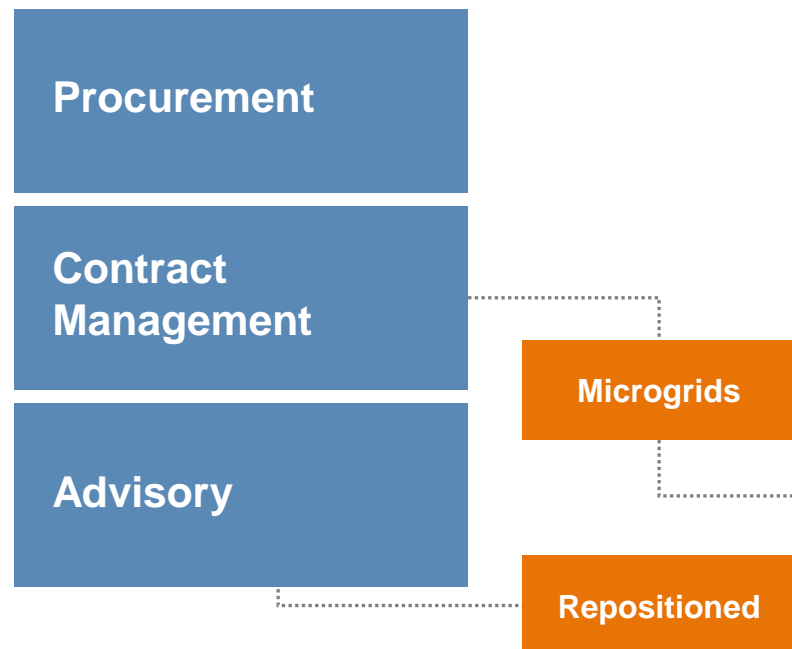 Procurement
Contract
Management
Microgrids
Advisory
Repositioned